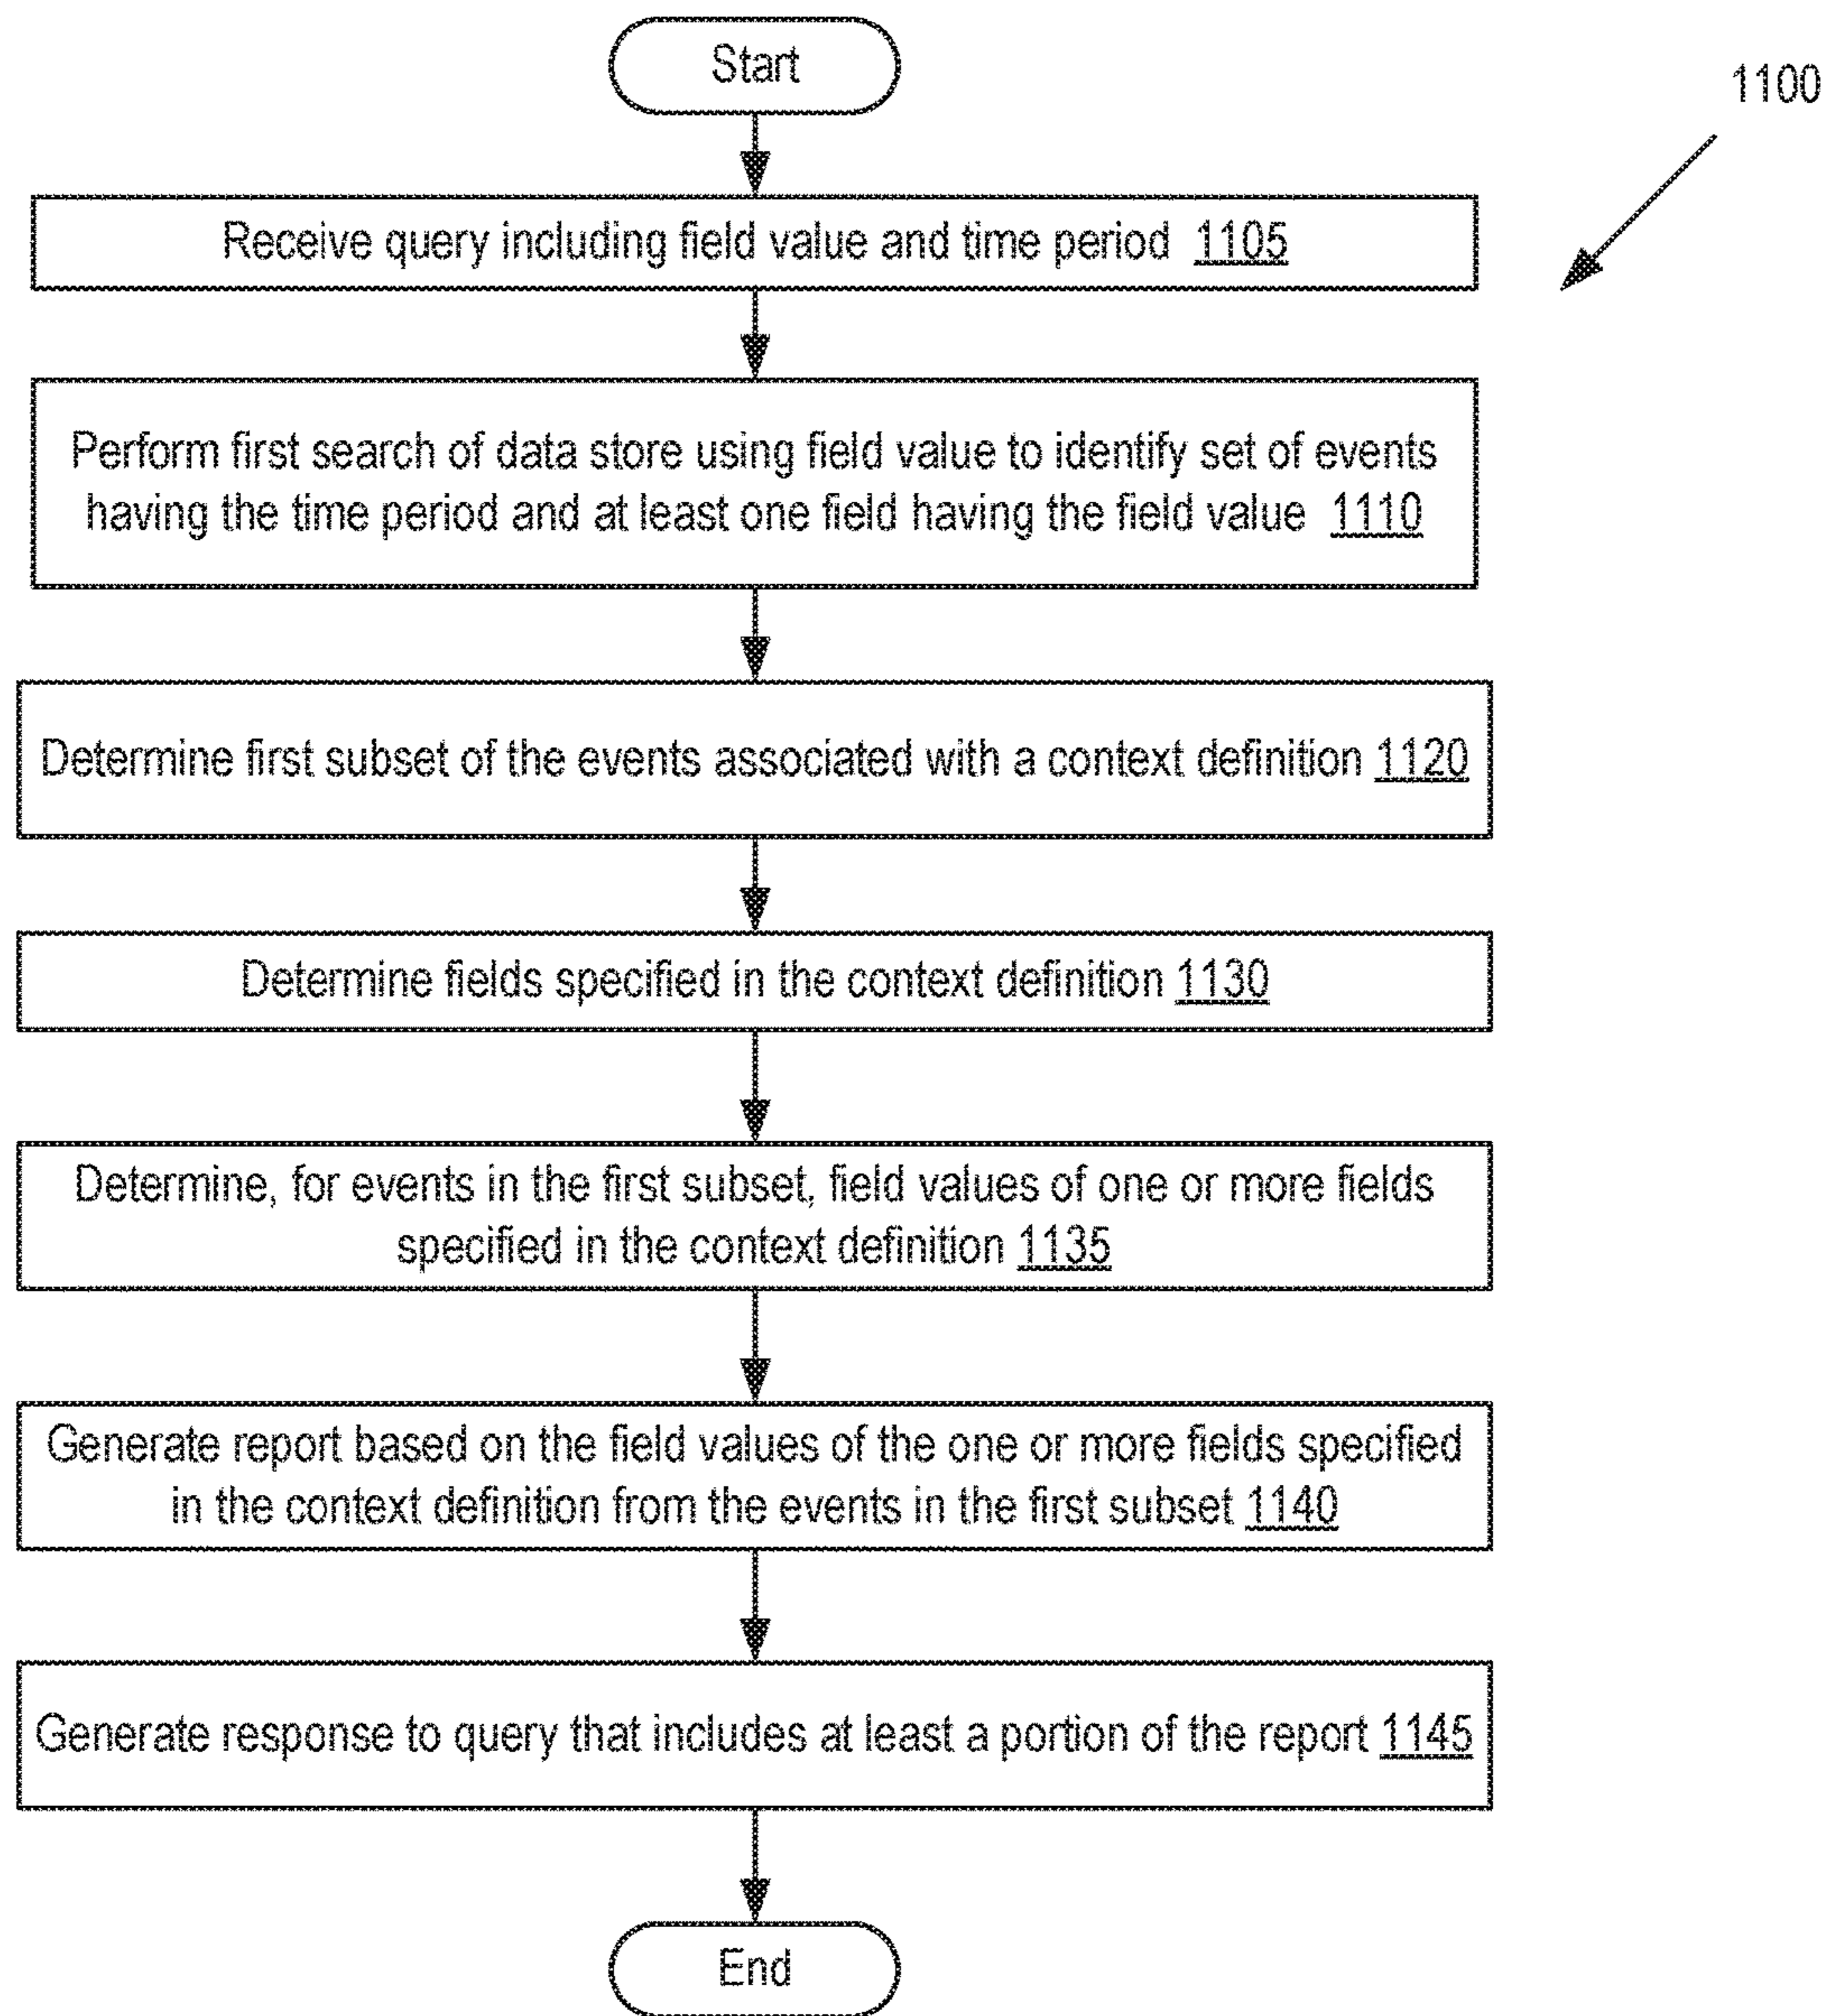 Start
1100
Receive query including field value and time period 1105
Perform first search of data store using field value to identify set of events
having the time period and at least one field having the field value 1110
Determine first subset of the events associated with a context definition 1120
Determine fields specified in the context definition 1130
Determine, for events in the first subset, field values of one or more fields
specified in the context definition 1135
Generate report based on the field values of the one or more fields specified
in the context definition from the events in the first subset 1140
Generate response to query that includes at least a portion of the report 1145
End